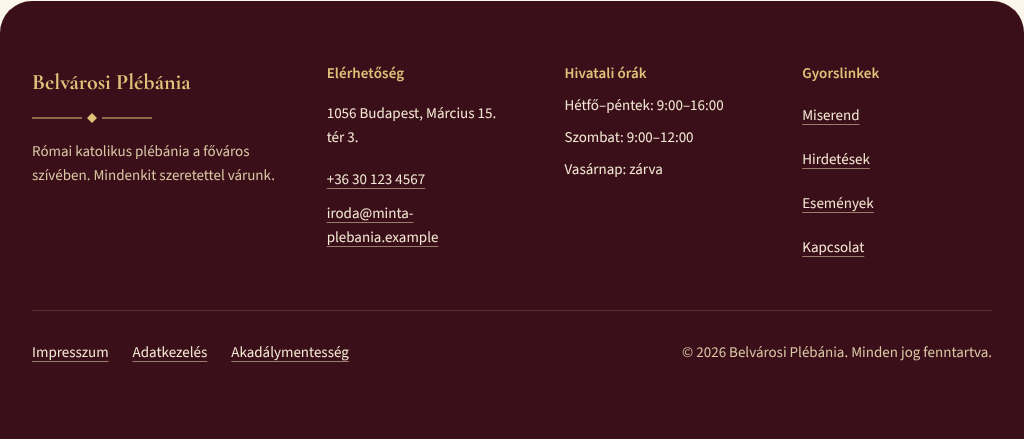 Belvárosi Plébánia
Római katolikus plébánia a főváros
szívében. Mindenkit szeretettel várunk.
Elérhetőség
1056 Budapest, Március 15.
tér 3.
+36 30 123 4567
iroda@minta-
plebania.example
Hivatali órák
Hétfő–péntek: 9:00–16:00
Szombat: 9:00–12:00
Vasárnap: zárva
Gyorslinkek
Miserend
Hirdetések
Események
Kapcsolat
Impresszum
Adatkezelés
Akadálymentesség
© 2026 Belvárosi Plébánia. Minden jog fenntartva.